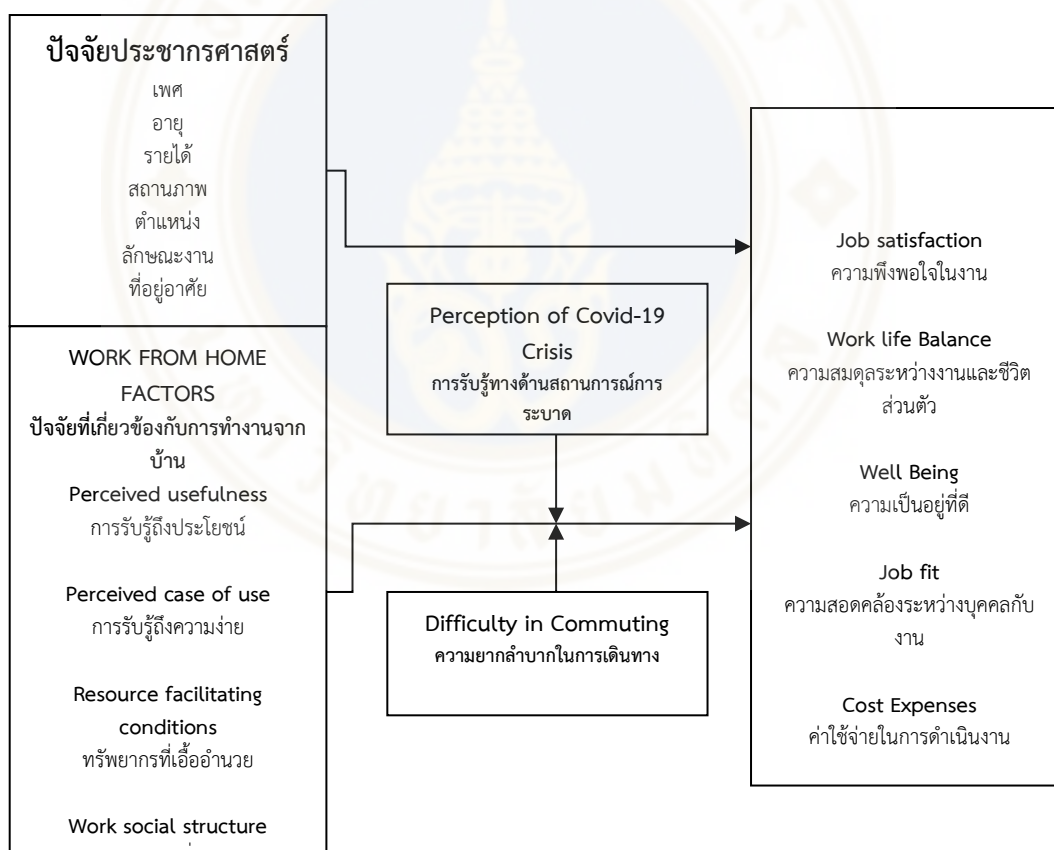 ปัจจัยประชากรศาสตร์
เพศ
อายุ
รายได้
สถานภาพ
ตำแหน่ง
ลักษณะงาน
ที่อยู่อาศัย
WORK FROM HOME
FACTORS
ปัจจัยที่เกี่ยวข้องกับการทำงานจาก
บ้าน
Perceived usefulness
การรับรู้ถึงประโยชน์
Perceived case of use
การรับรู้ถึงความง่าย
Resource facilitating
conditions
ทรัพยากรที่เอื้ออำนวย
Work social structure
Perception of Covid-19
Crisis
การรับรู้ทางด้านสถานการณ์การ
ระบาด
Difficulty in Commuting
ความยากลำบากในการเดินทาง
Job satisfaction
ความพึงพอใจในงาน
Work life Balance
ความสมดุลระหว่างงานและชีวิต
ส่วนตัว
Well Being
ความเป็นอยู่ที่ดี
Job fit
ความสอดคล้องระหว่างบุคคลกับ
งาน
Cost Expenses
ค่าใช้จ่ายในการดำเนินงาน